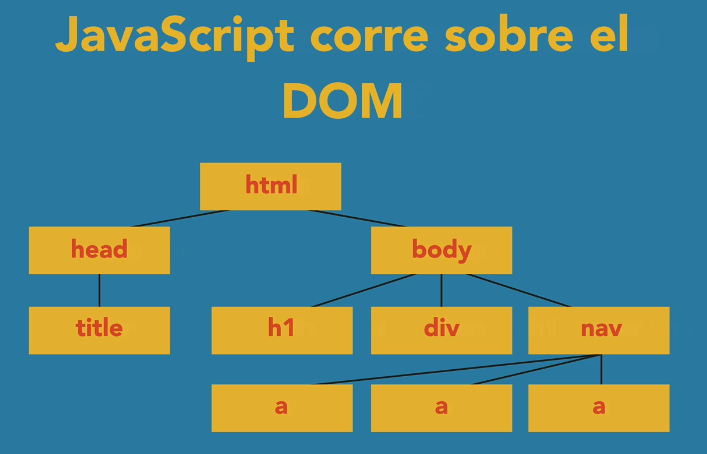 JavaScript corre sobre el
DOM
html
head
body
title
h1
div
nav
a
a
a